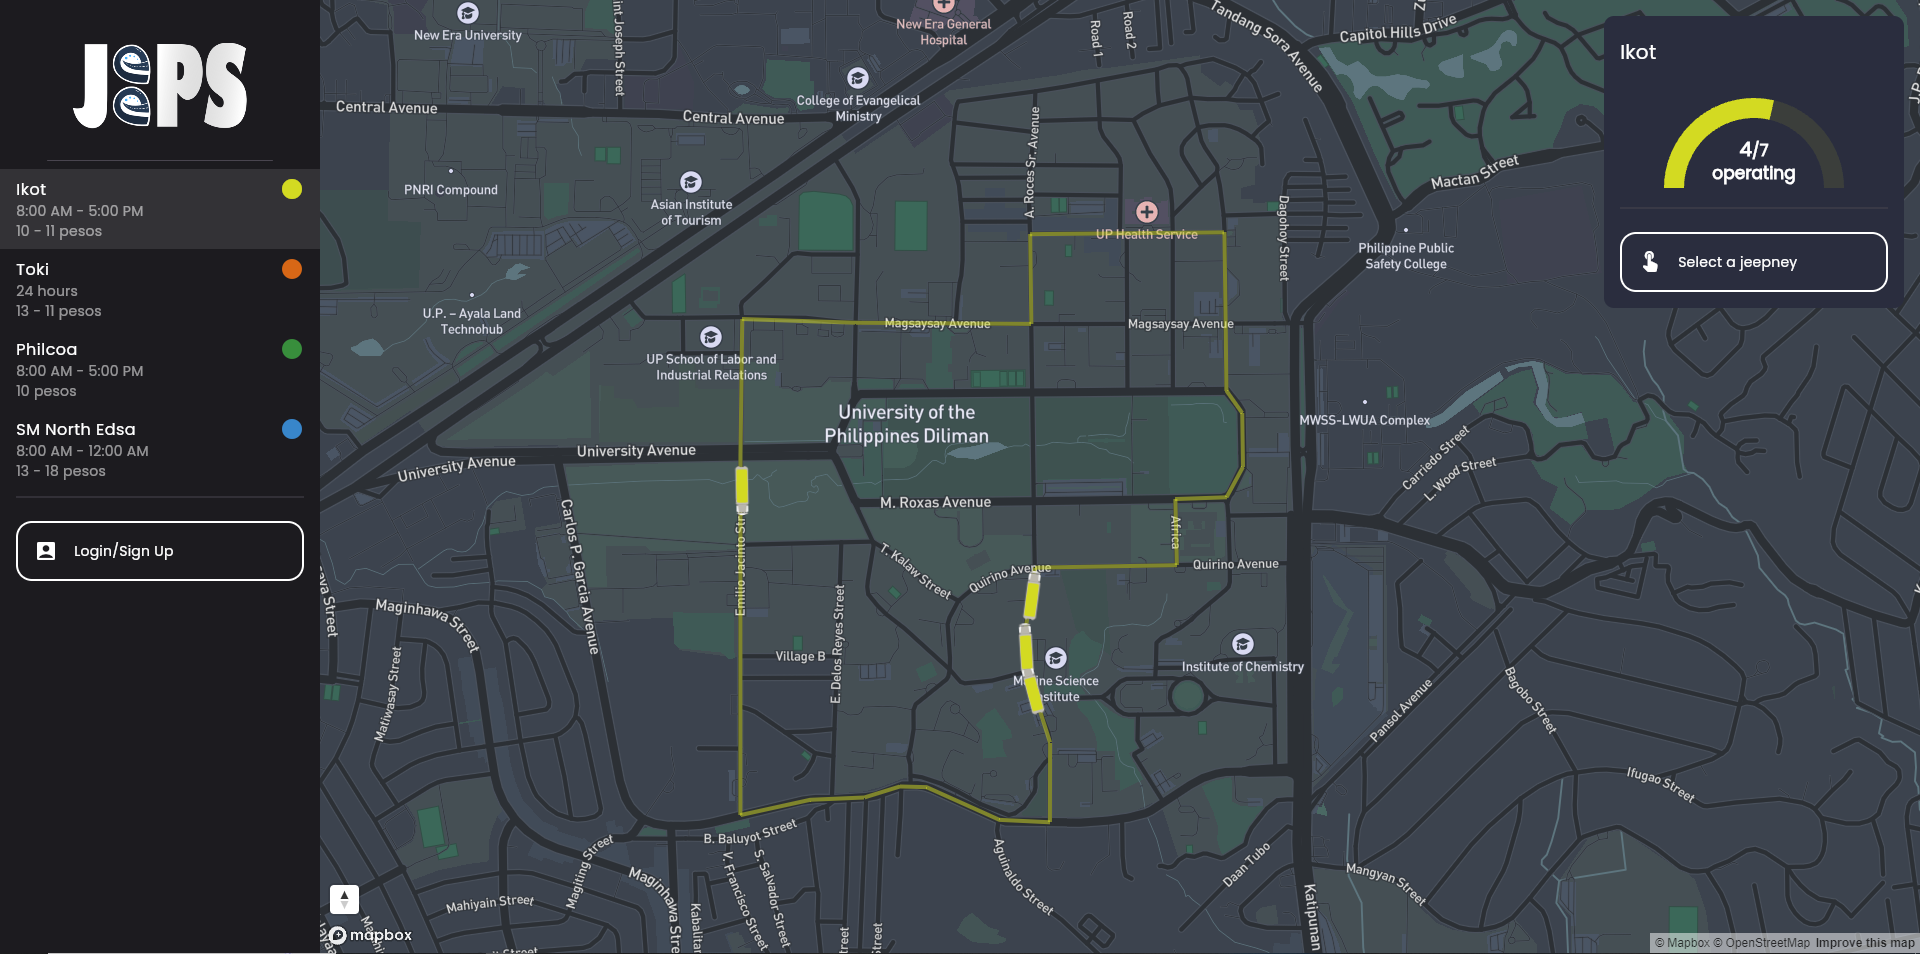 JEEPS
Ikot
8:00 AM - 5:00 PM
10 - 11 pesos
Toki
24 hours
13 - 11 pesos
Philcoa
8:00 AM - 5:00 PM
10 pesos
SM North Edsa
8:00 AM - 12:00 AM
13 - 18 pesos
Login/Sign Up
Ikot
4/7
operating
Select a jeepney
New Era University
New Era General
Hospital
Road 1
Road 2
Tandang Sora Avenue
Capitol Hills Drive
Central Avenue
Central Avenue
College of Evangelical
Ministry
A. Roces Sr. Avenue
Mactan Street
PNRI Compound
Asian Institute
of Tourism
UP Health Service
Dagohoy Street
Philippine Public
Safety College
U.P. – Ayala Land
Technohub
Magsaysay Avenue
Magsaysay Avenue
UP School of Labor and
Industrial Relations
University of the
Philippines Diliman
MWSS-LWUA Complex
Carriedo Street
L. Wood Street
University Avenue
University Avenue
M. Roxas Avenue
Africa
Carlos P. Garcia Avenue
Emilio Jacinto Str
T. Kalaw Street
Quirino Avenue
Quirino Avenue
E. Delos Reyes Street
Maginhawa Street
Matiwasay Street
Village B
Institute of Chemistry
Pansol Avenue
Bagobo Street
Ifugao Street
B. Baluyot Street
V. Francisco Street
S. Salvador Street
Magiting Street
Maginhawa Stre
Mahiyain Street
Kabalitar
Aguinaldo Street
Daan Tubo
Mangyan Street
Katipunan
mapbox
© Mapbox © OpenStreetMap Improve this map